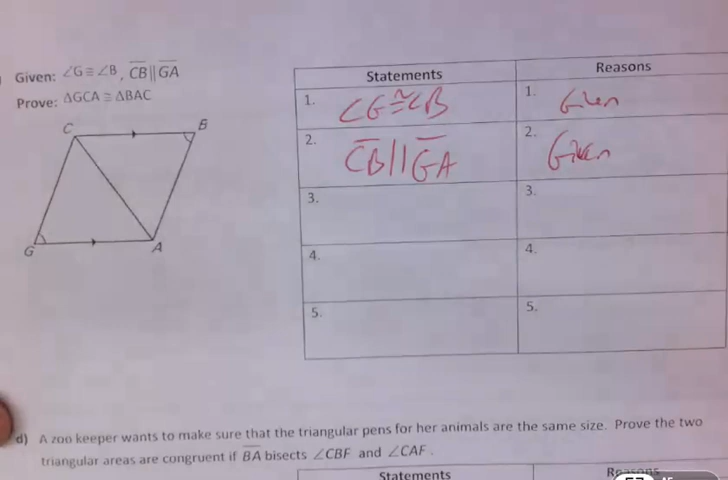 Given: ∠G ≅ ∠B, CB || GA
Prove: ΔGCA ≅ ΔBAC
C
B
G
A
Statements
Reasons
1. ∠G≅∠B
1. Given
2. CB || GA
2. Given
3.
3.
4.
4.
5.
5.
d) A zoo keeper wants to make sure that the triangular pens for her animals are the same size. Prove the two
triangular areas are congruent if BA bisects ∠CBF and ∠CAF.
Statements